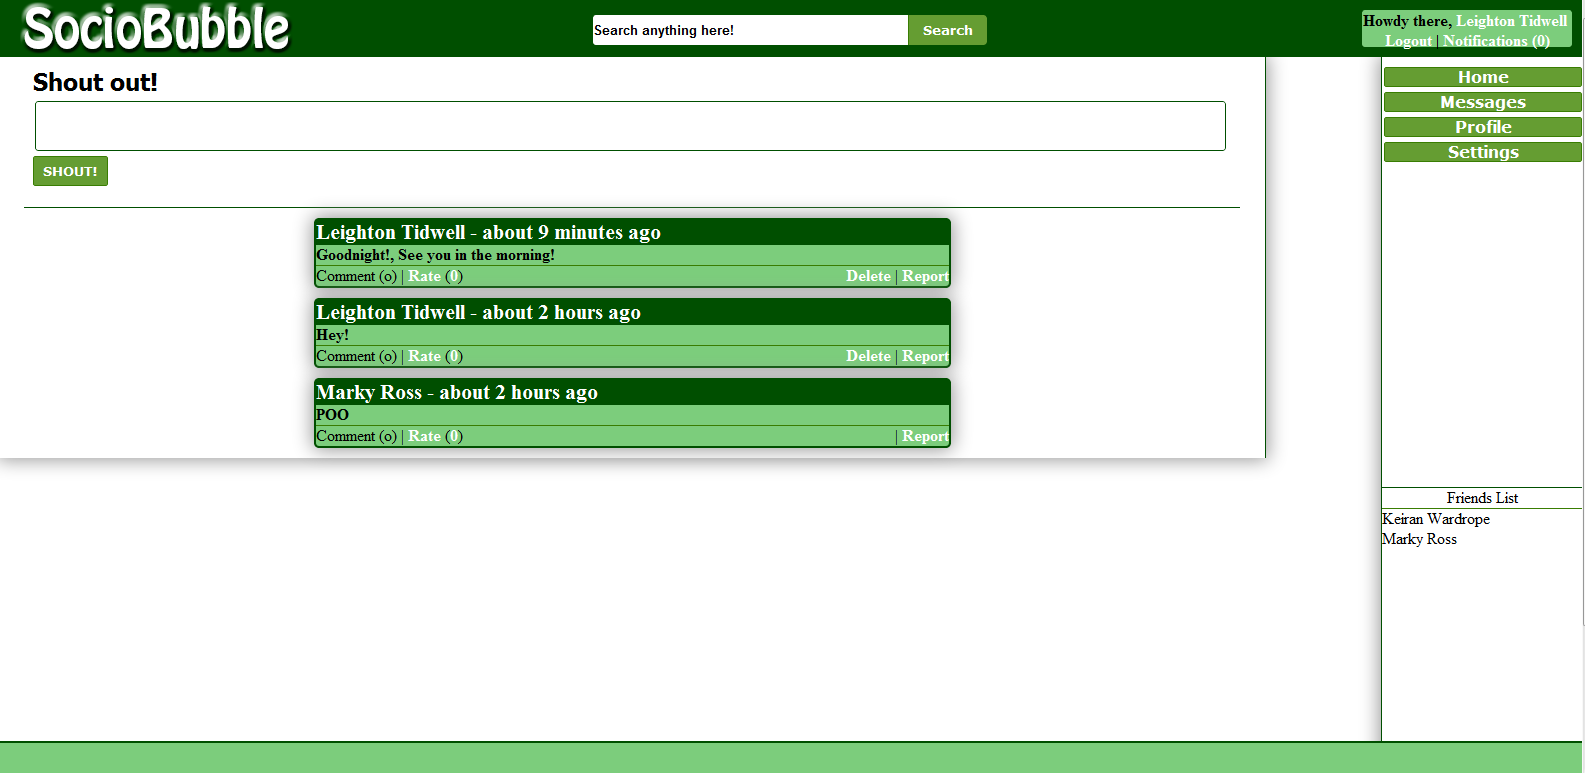 SocioBubble
Search anything here!
Search
Howdy there, Leighton Tidwell
Logout | Notifications (0)
Shout out!
SHOUT!
Home
Messages
Profile
Settings
Leighton Tidwell - about 9 minutes ago
Goodnight!, See you in the morning!
Comment (o) | Rate (0) Delete | Report
Leighton Tidwell - about 2 hours ago
Hey!
Comment (o) | Rate (0) Delete | Report
Marky Ross - about 2 hours ago
POO
Comment (o) | Rate (0) | Report
Friends List
Keiran Wardrope
Marky Ross